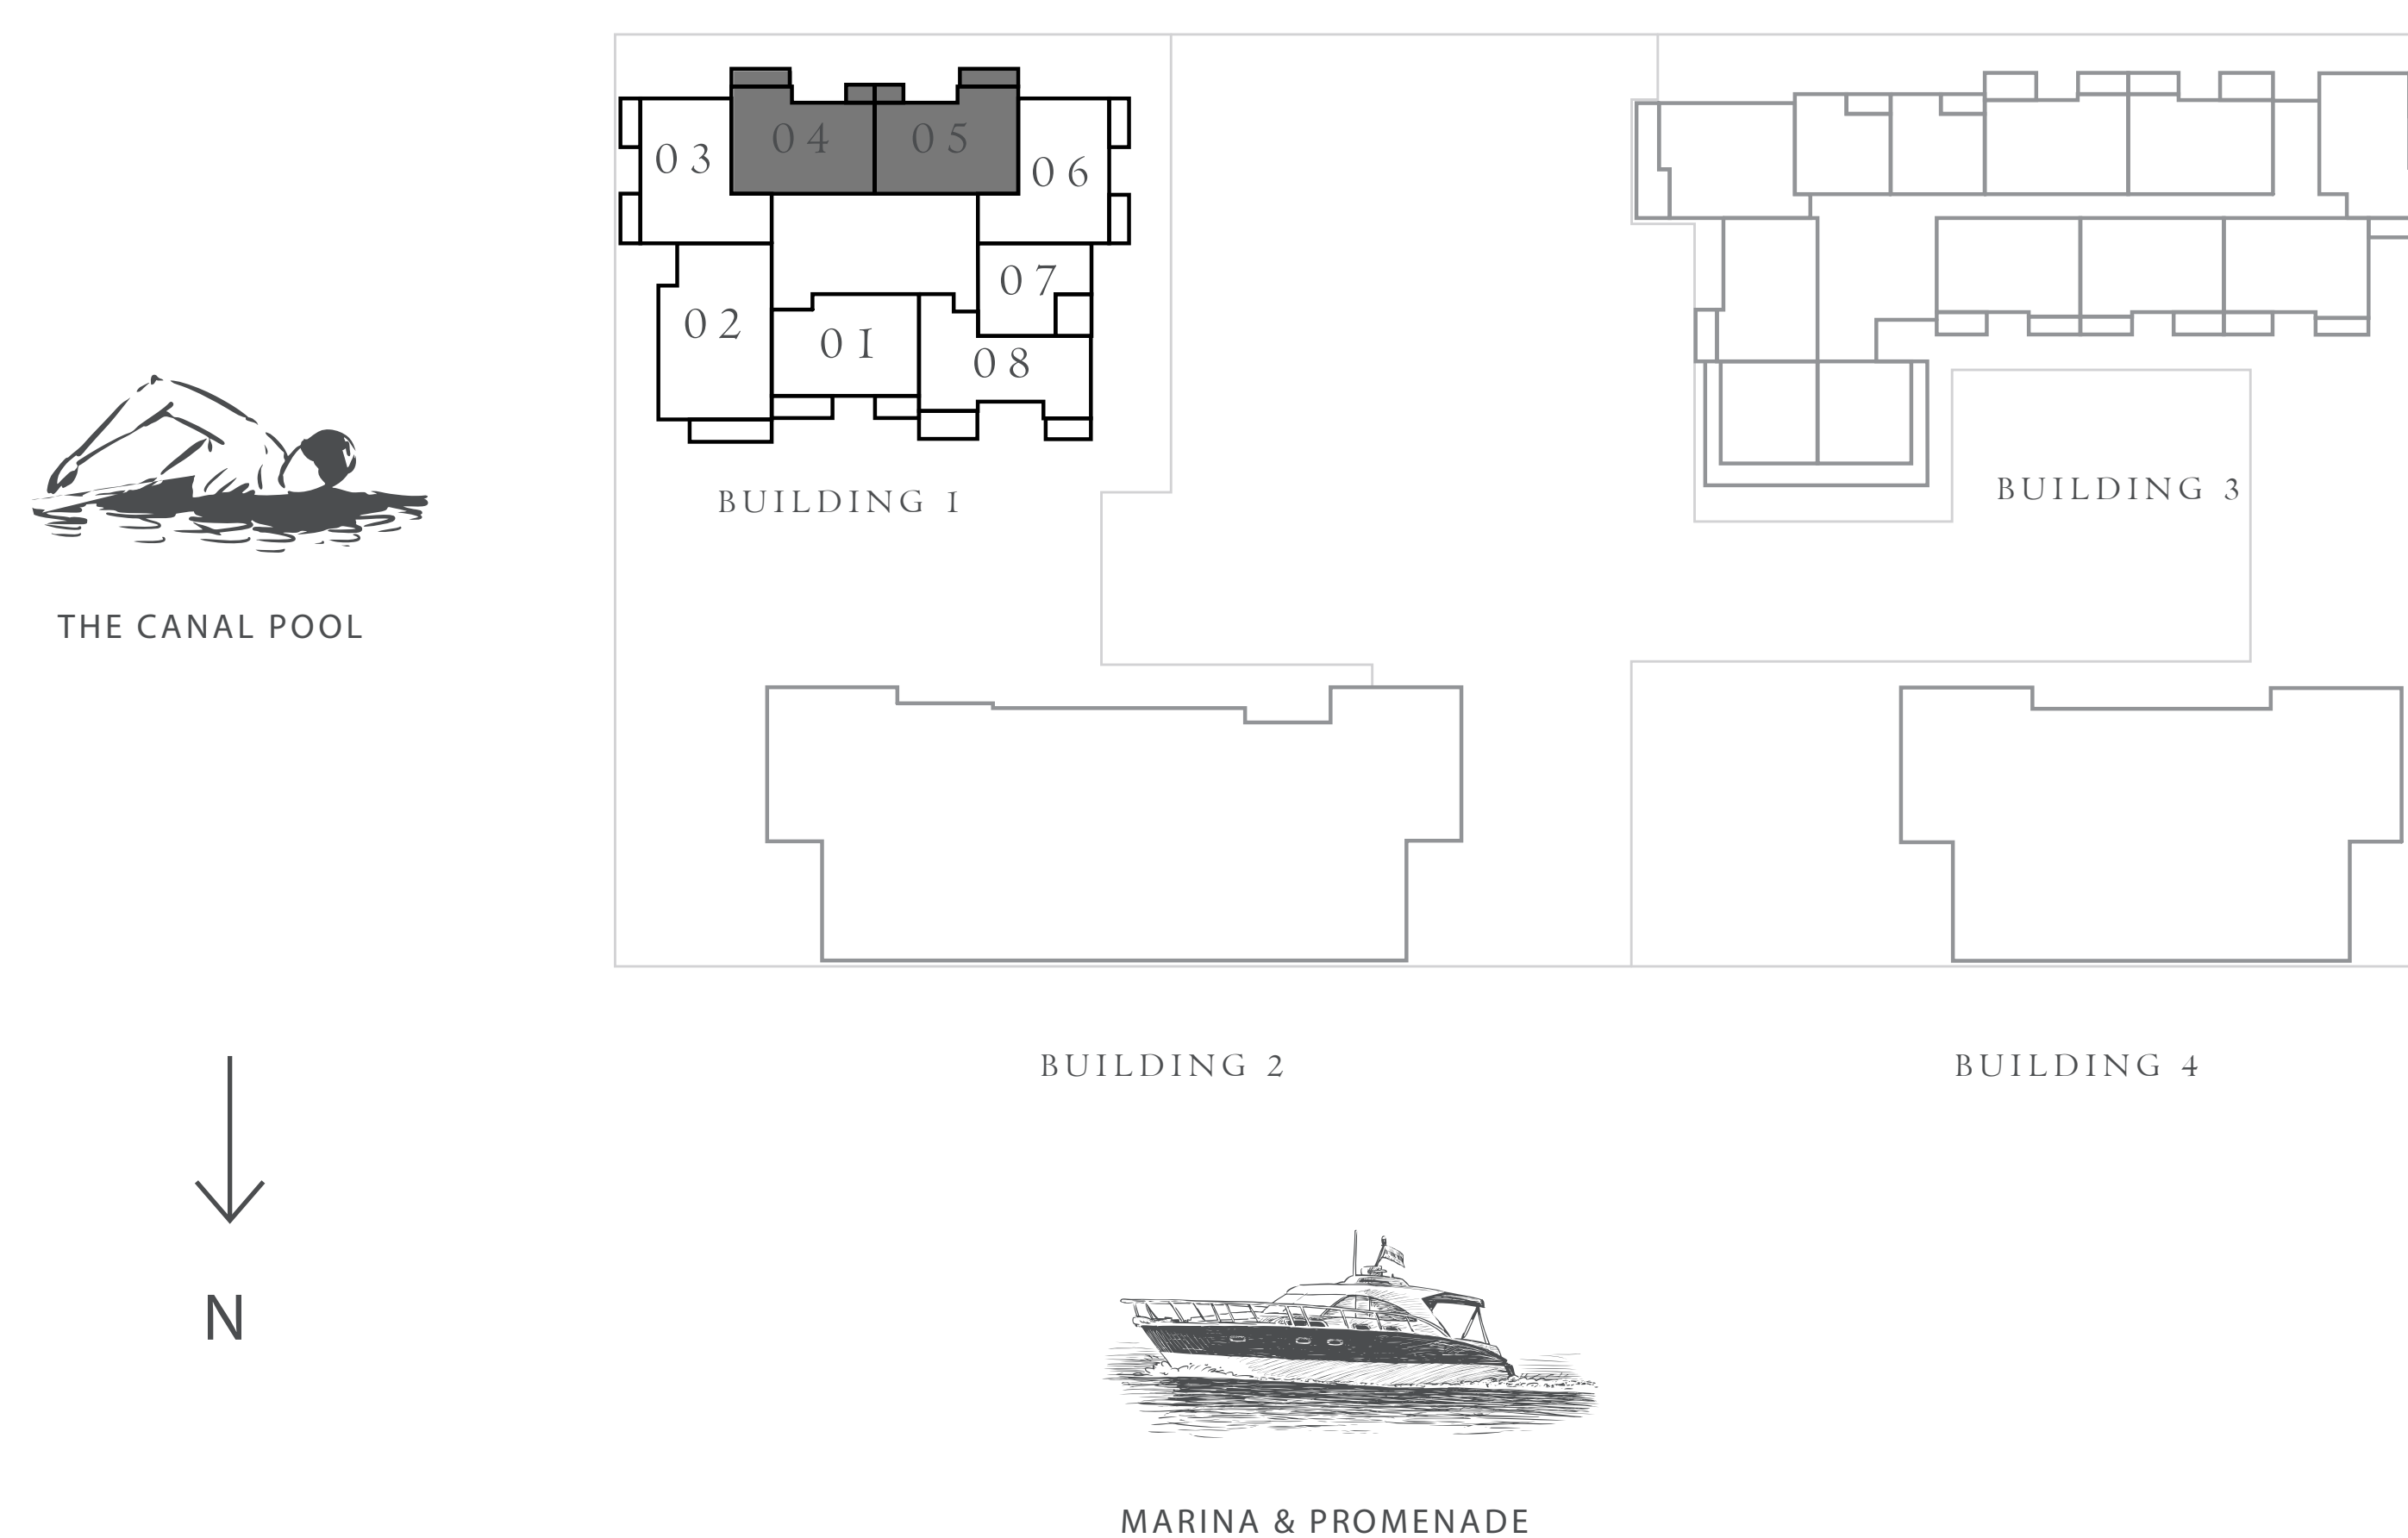 04
05
03
06
07
02
01
08
BUILDING 1
BUILDING 3
THE CANAL POOL
BUILDING 2
BUILDING 4
N
MARINA & PROMENADE